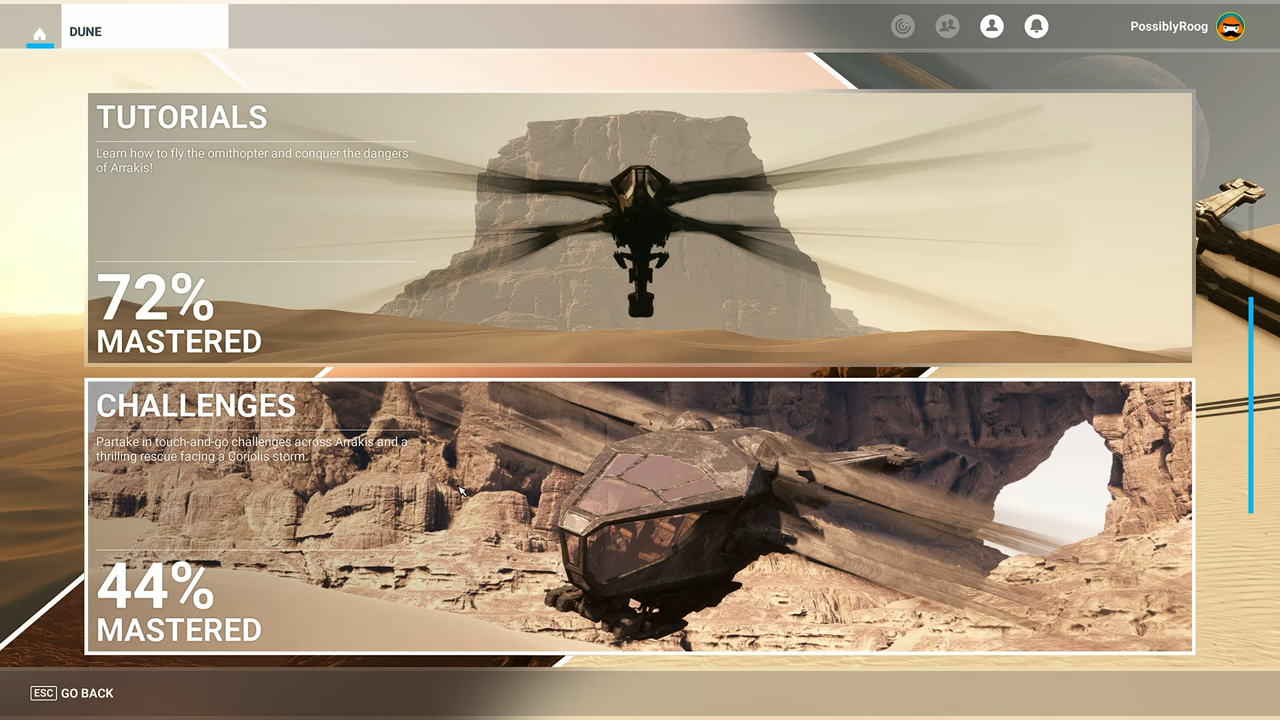 DUNE
PossiblyRoog
TUTORIALS
Learn how to fly the ornithopter and conquer the dangers
of Arrakis!
72%
MASTERED
CHALLENGES
Partake in touch-and-go challenges across Arrakis and a
thrilling rescue facing a Coriolis storm.
44%
MASTERED
ESC GO BACK